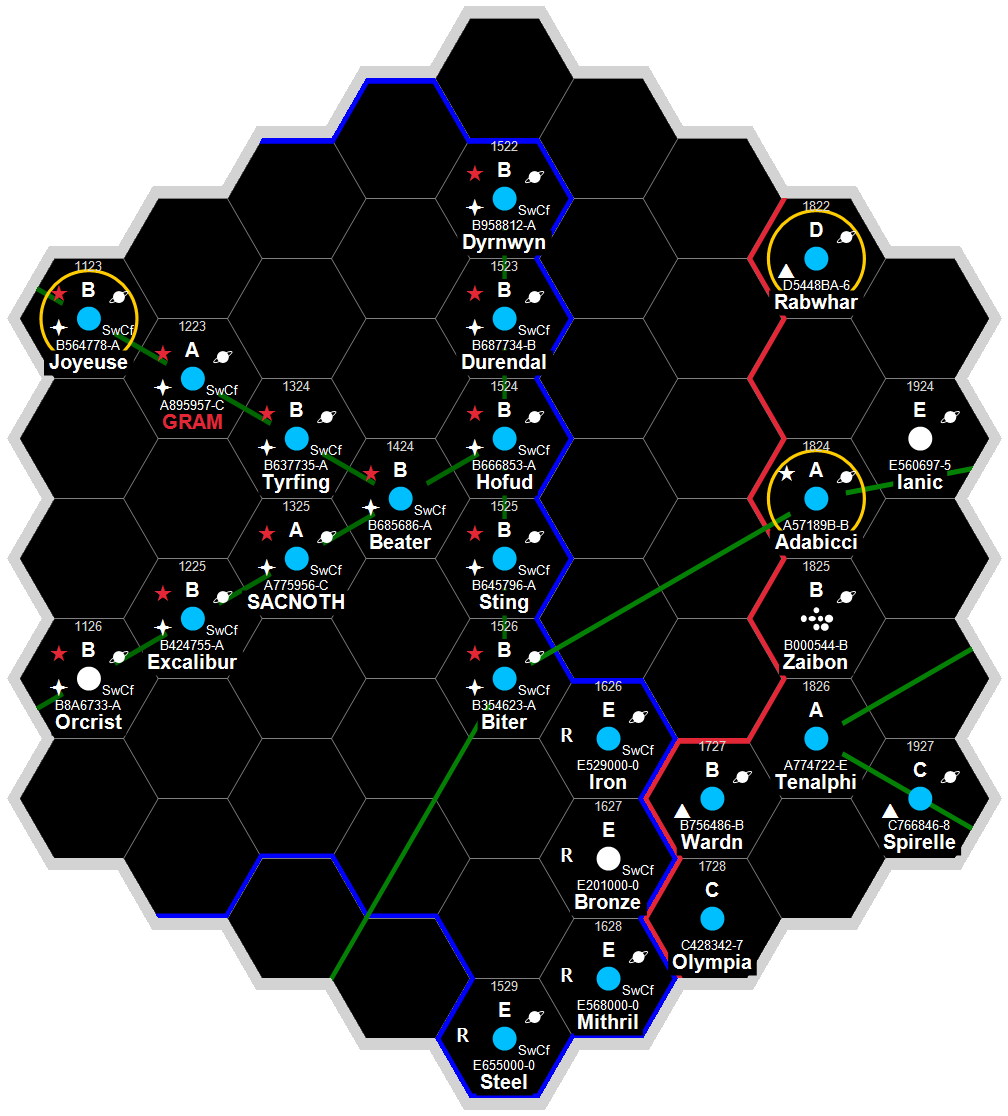 1522
B
SwCf
B958812-A
Dyrnwyn
1822
D
D5448BA-6
Rabwhar
1123
B
SwCf
B564778-A
Joyeuse
1523
B
SwCf
B687734-B
Durendal
1223
A
SwCf
A895957-C
GRAM
1324
B
SwCf
B637735-A
Tyrfing
1524
B
SwCf
B666853-A
Hofud
1924
E
E560697-5
Ianic
1424
B
SwCf
B685686-A
Beater
1824
A
A57189B-B
Adabicci
1325
A
SwCf
A775956-C
SACNOTH
1525
B
SwCf
B645796-A
Sting
1225
B
SwCf
B424755-A
Excalibur
1825
B
B000544-B
Zaibon
1126
B
SwCf
B8A6733-A
Orcrist
1526
B
SwCf
B354623-A
Biter
1626
E
R
SwCf
E529000-0
Iron
1826
A
A774722-E
Tenalphi
1727
B
B756486-B
Wardn
1927
C
C766846-8
Spirelle
1627
E
R
SwCf
E201000-0
Bronze
1728
C
C428342-7
Olympia
1628
E
R
SwCf
E568000-0
Mithril
1529
E
R
SwCf
E655000-0
Steel